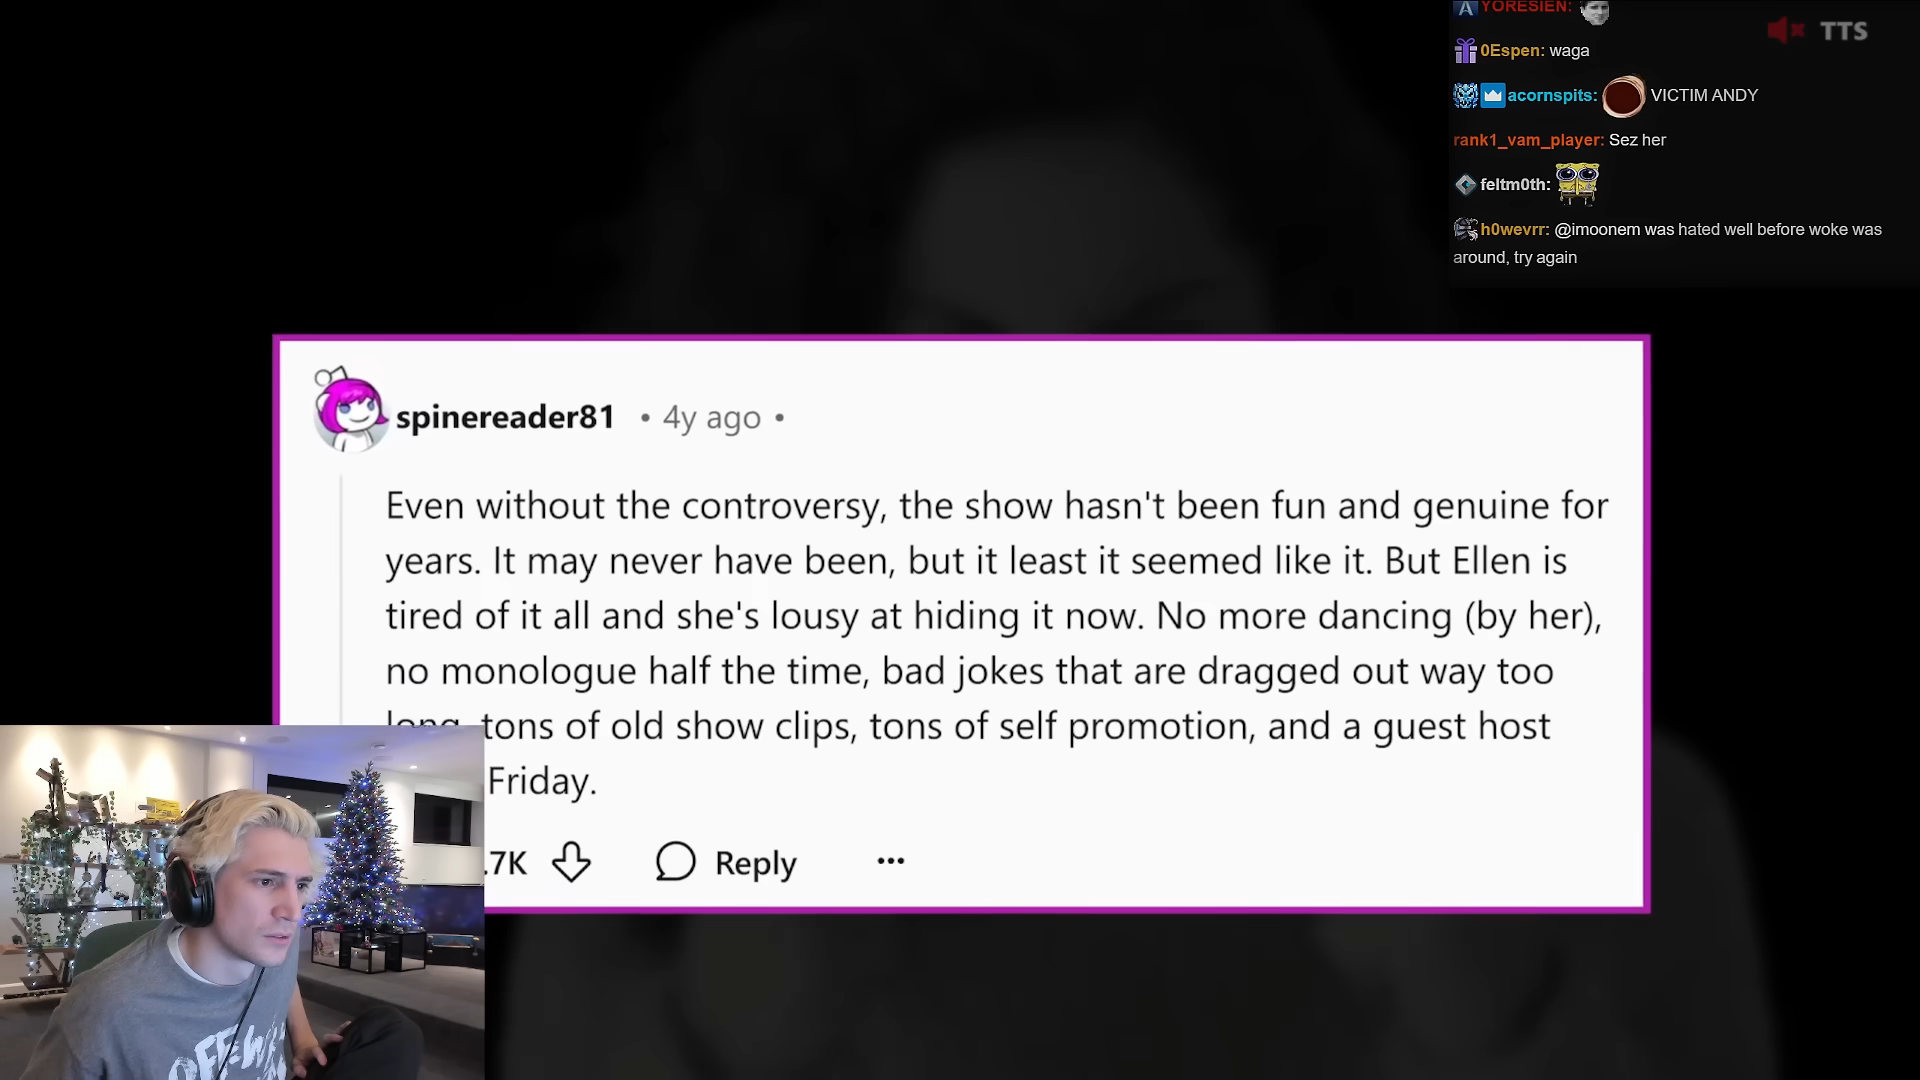 YORESIEN:
TTS
0Espen: waga
acornspits: VICTIM ANDY
rank1_vam_player: Sez her
feltm0th:
h0wevrr: @imoonem was hated well before woke was
around, try again
spinereader81 • 4y ago •
Even without the controversy, the show hasn't been fun and genuine for
years. It may never have been, but it least it seemed like it. But Ellen is
tired of it all and she's lousy at hiding it now. No more dancing (by her),
no monologue half the time, bad jokes that are dragged out way too
long, tons of old show clips, tons of self promotion, and a guest host
Friday.
.7K Reply ...